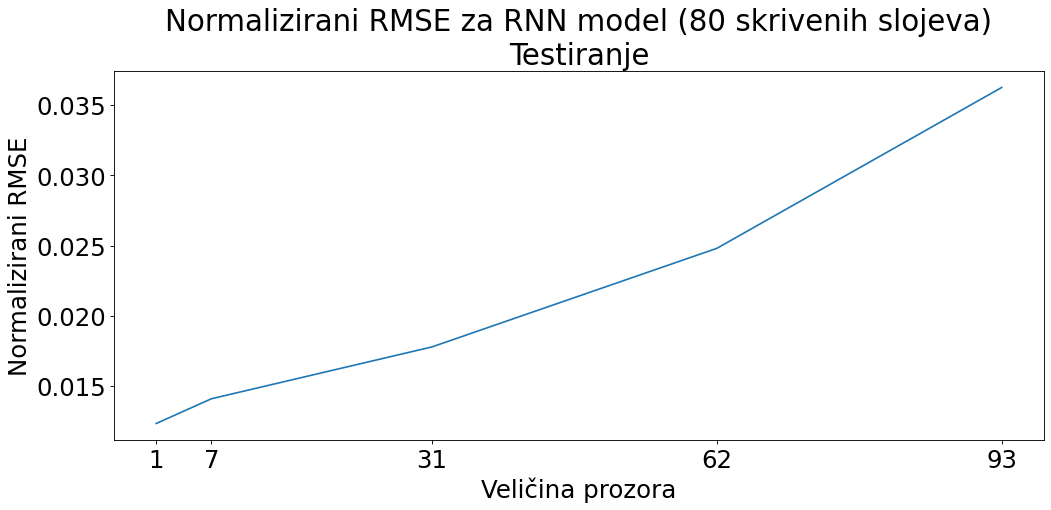 Normalizirani RMSE za RNN model (80 skrivenih slojeva)
Testiranje
Normalizirani RMSE
0.035
0.030
0.025
0.020
0.015
1 7 31 62 93
Veličina prozora